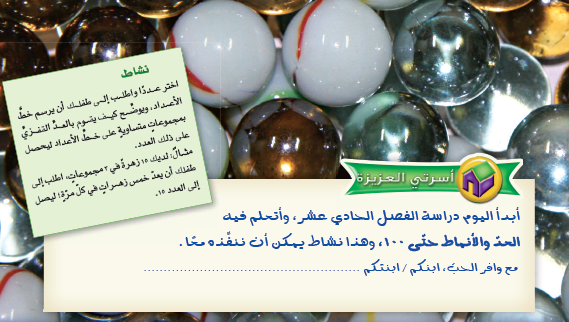 نشاط
اختر عددًا واطلب إلى طفلك أن يرسم خطَّ
الأعداد، ويوضّح كيف يقوم بالعدّ القفزيّ
بمجموعاتٍ متساويةٍ على خطِّ الأعداد ليحصل
على ذلك العدد.
مثال: لديك ١٥ زهرةً في ٣ مجموعاتٍ، اطلب إلى
طفلك أن يعدّ خمس زهراتٍ في كلّ مرّةٍ؛ ليصل
إلى العدد ١٥.
أسرتي العزيزة
أبدأ اليوم دراسة الفصل الحادي عشر، وأتعلم فيه
العدّ والأنماط حتّى ١٠٠، وهذا نشاط يمكن أن ننفّذه معًا.
مع وافر الحبّ، ابنكم / ابنتكم ......................................................